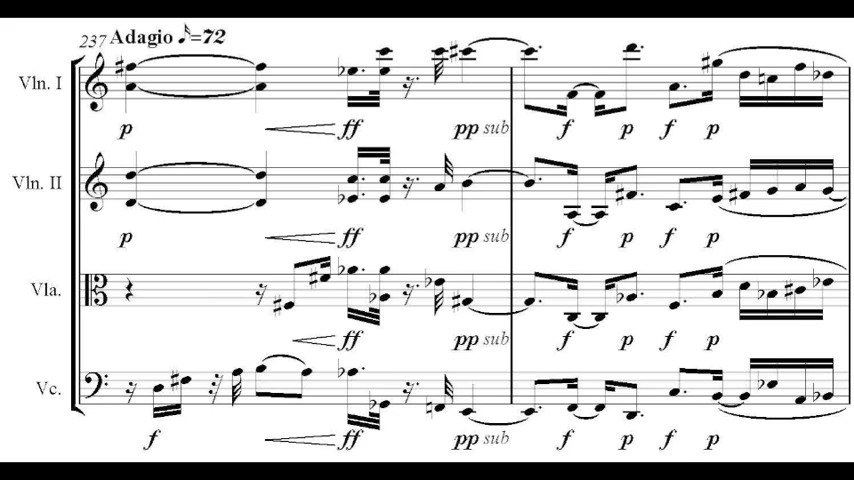 237 Adagio =72
Vln. I
p ff pp sub f p f p
Vln. II
p ff pp sub f p f p
Vla.
ff pp sub f p f p
Vc.
f ff pp sub f p f p